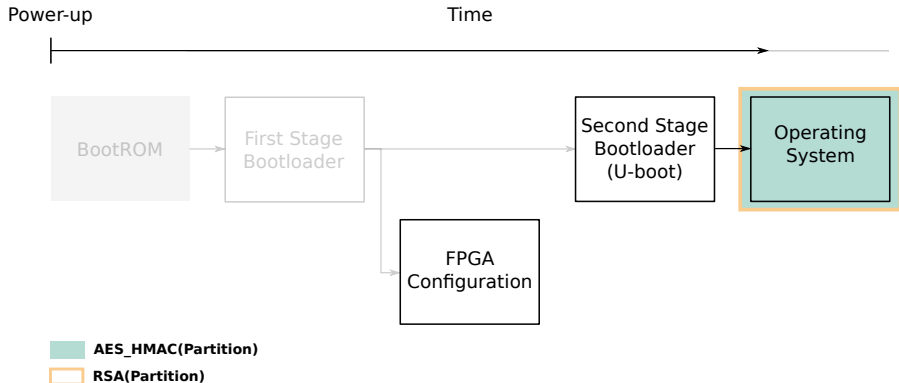 Power-up
Time
BootROM
First Stage
Bootloader
Second Stage
Bootloader
(U-boot)
Operating
System
FPGA
Configuration
AES_HMAC(Partition)
RSA(Partition)